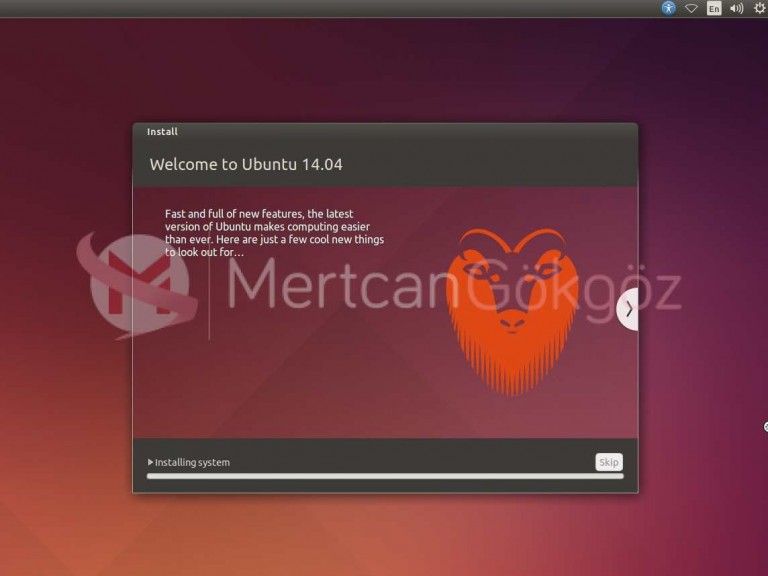 En
Install
Welcome to Ubuntu 14.04
Fast and full of new features, the latest
version of Ubuntu makes computing easier
than ever. Here are just a few cool new things
to look out for...
MertcanGökgöz
Installing system
Skip